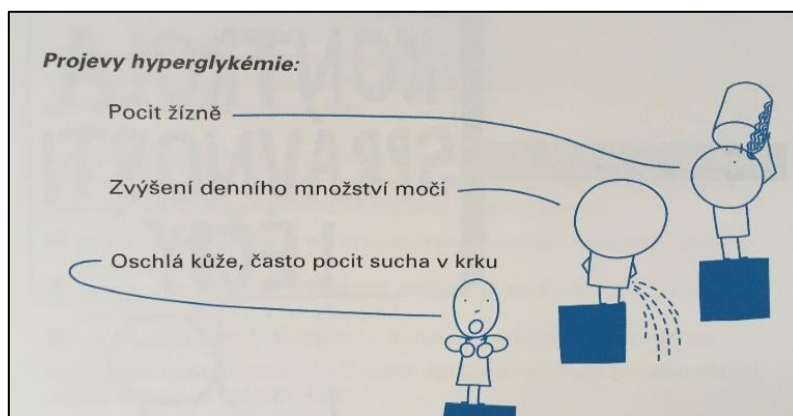 Projevy hyperglykémie:
Pocit žízně
Zvýšení denního množství moči
Oschlá kůže, často pocit sucha v krku